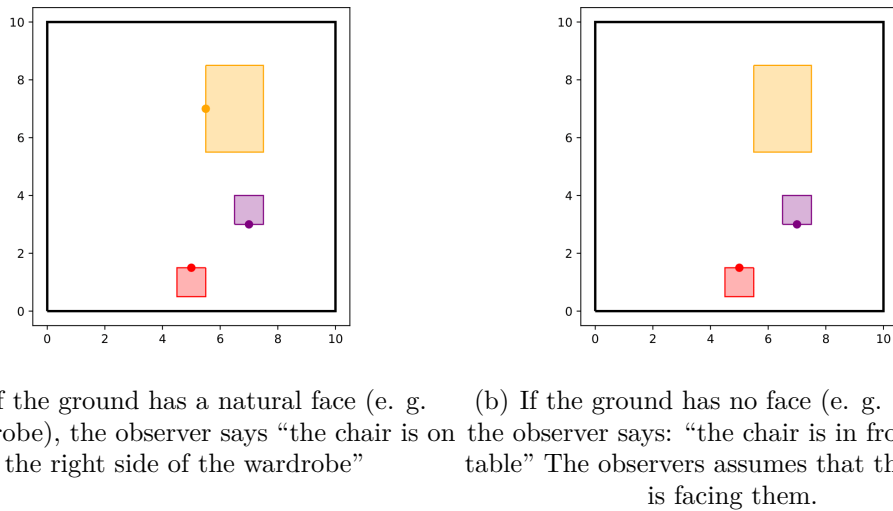 10
8
6
4
2
0
0 2 4 6 8 10
10
8
6
4
2
0
0 2 4 6 8 10
the ground has a natural face (e. g.
the observer says “the chair is on
the right side of the wardrobe”
(b) If the ground has no face (e. g.
the observer says: “the chair is in
table” The observers assumes that
is facing them.